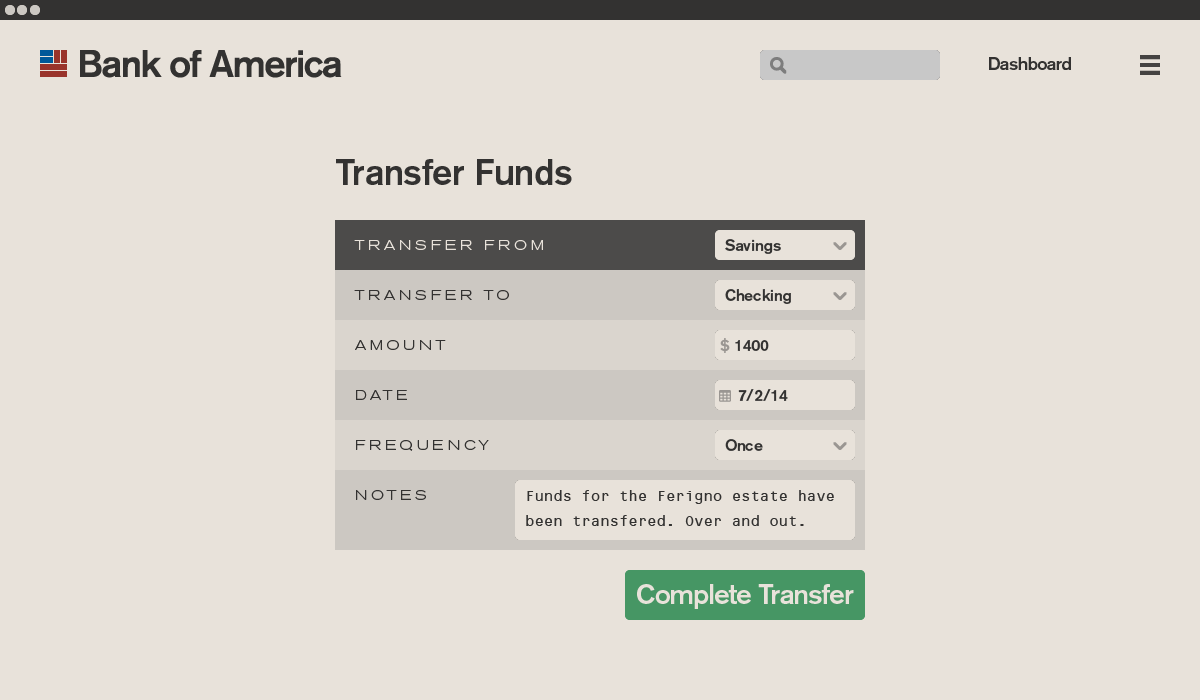 Bank of America
Dashboard
Transfer Funds
TRANSFER FROM Savings
TRANSFER TO Checking
AMOUNT $ 1400
DATE 7/2/14
FREQUENCY Once
NOTES Funds for the Ferigno estate have
been transfered. Over and out.
Complete Transfer